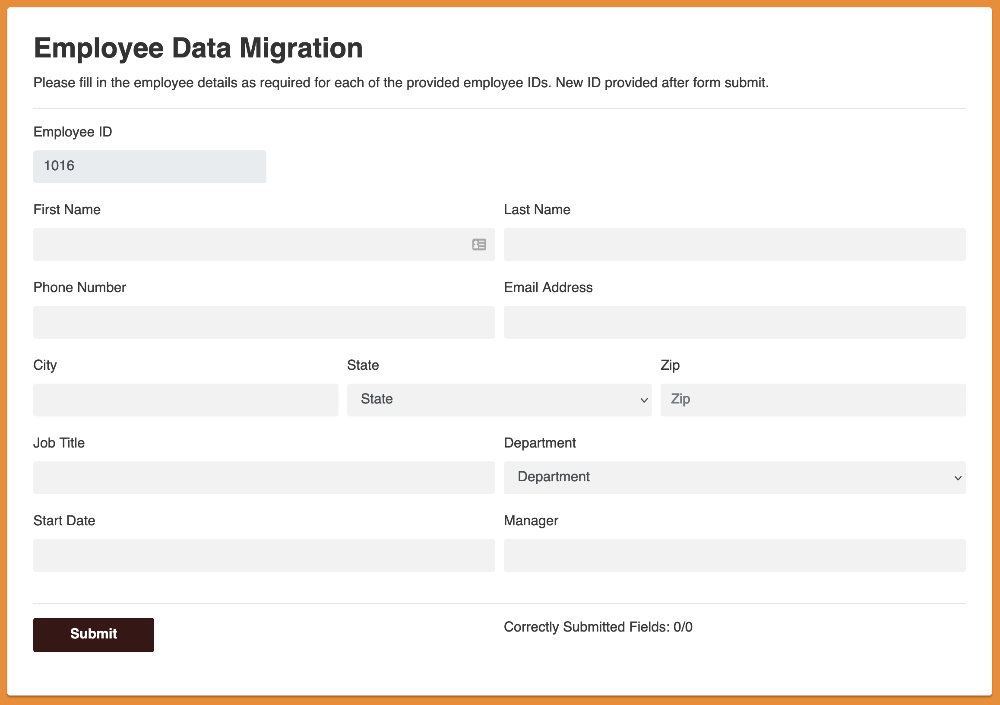 Employee Data Migration
Please fill in the employee details as required for each of the provided employee IDs. New ID provided after form submit.
Employee ID
1016
First Name Last Name
Phone Number Email Address
City State Zip
State Zip
Job Title Department
Department
Start Date Manager
Submit Correctly Submitted Fields: 0/0